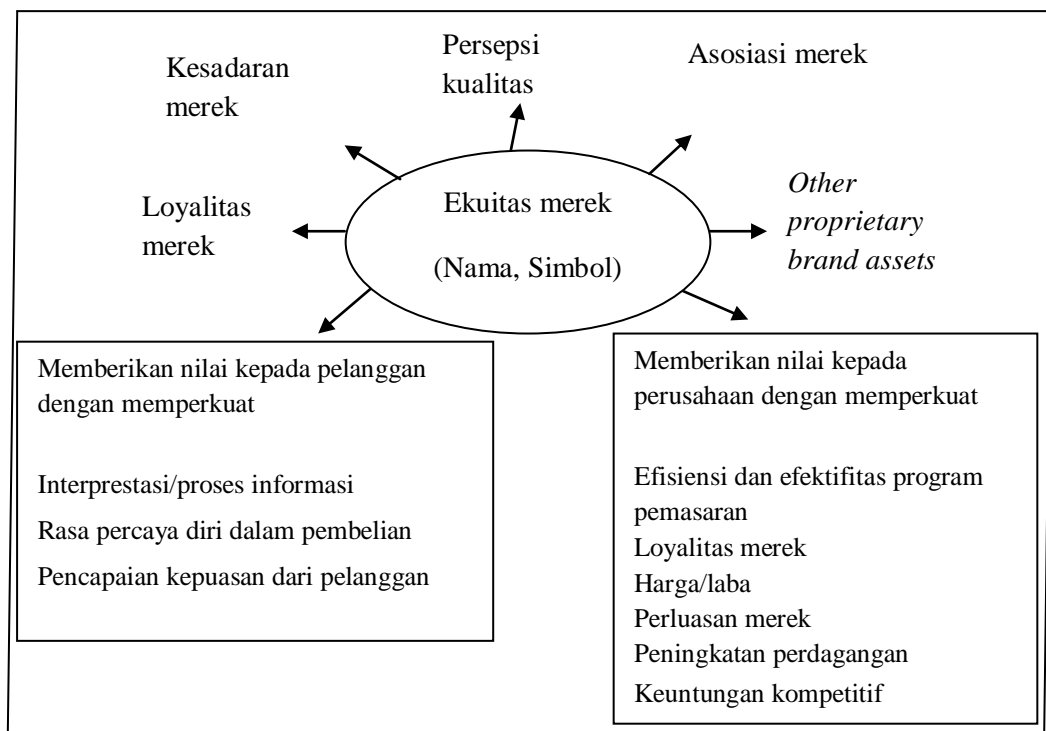 Kesadaran
merek
Persepsi
kualitas
Asosiasi merek
Loyalitas
merek
Ekuitas merek
(Nama, Simbol)
Other
proprietary
brand assets
Memberikan nilai kepada pelanggan
dengan memperkuat
Interprestasi/proses informasi
Rasa percaya diri dalam pembelian
Pencapaian kepuasan dari pelanggan
Memberikan nilai kepada
perusahaan dengan memperkuat
Efisiensi dan efektifitas program
pemasaran
Loyalitas merek
Harga/laba
Perluasan merek
Peningkatan perdagangan
Keuntungan kompetitif